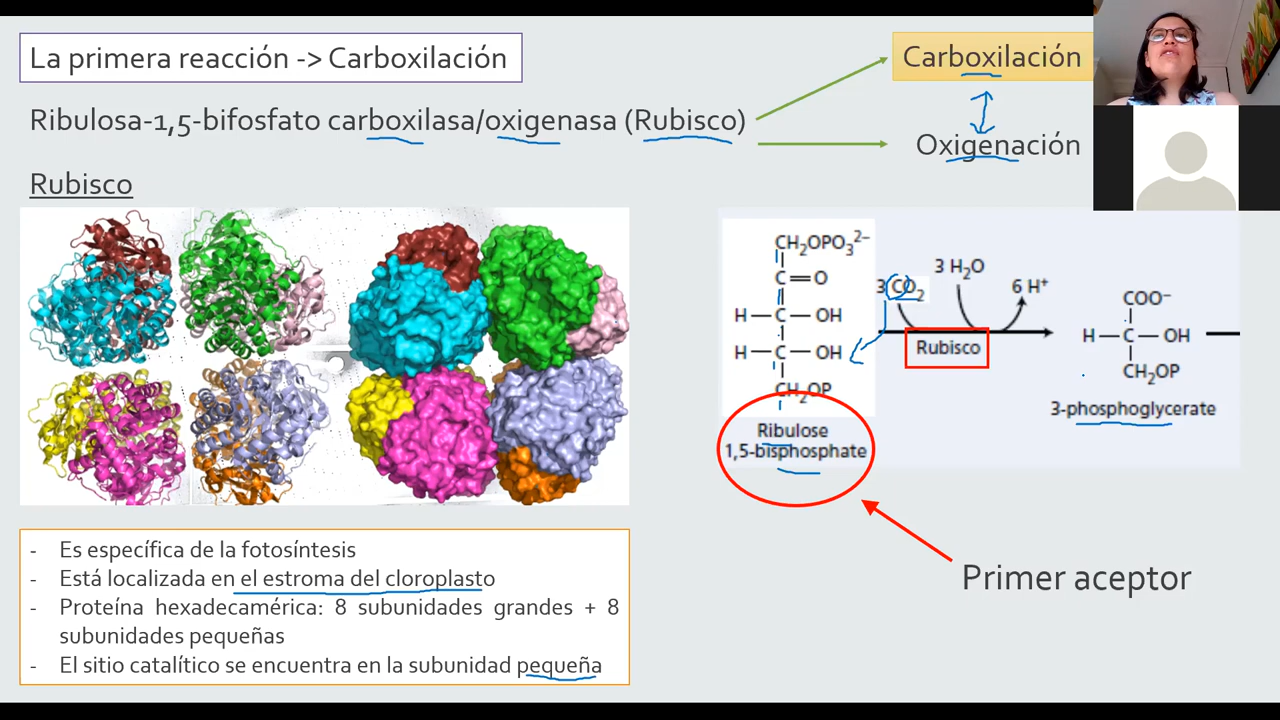 La primera reacción -> Carboxilación
Carboxilación
Ribulosa-1,5-bifosfato carboxilasa/oxigenasa (Rubisco)
Oxigenación
Rubisco
CH₂OPO₃²⁻
C=O
H—C—OH
H—C—OH
CH₂OP
Ribulose
1,5-bisphosphate
3 CO₂
3 H₂O
6 H⁺
Rubisco
COO⁻
H—C—OH
CH₂OP
3-phosphoglycerate
Primer aceptor
- Es específica de la fotosíntesis
- Está localizada en el estroma del cloroplasto
- Proteína hexadecamérica: 8 subunidades grandes + 8
subunidades pequeñas
- El sitio catalítico se encuentra en la subunidad pequeña